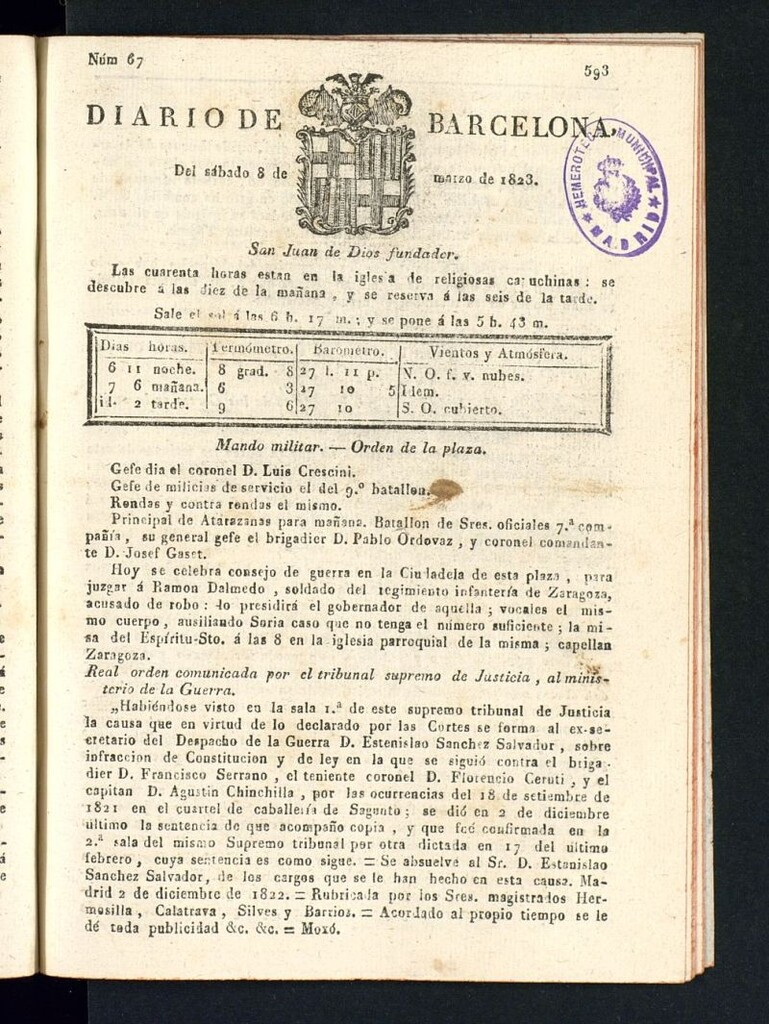 Núm 67
593
DIARIO DE BARCELONA,
Del sábado 8 de marzo de 1823.
HEMEROTECA MUNICIPAL
★ MADRID ★
San Juan de Dios fundador.
Las cuarenta horas estan en la iglesia de religiosas capuchinas : se
descubre á las diez de la mañana , y se reserva á las seis de la tarde.
Sale el sol á las 6 h. 17 m. ; y se pone á las 5 h. 43 m.
Dias horas. Termómetro. Barómetro. Vientos y Atmósfera.
6 11 noche. 8 grad. 8 27 l. 11 p. N. O. f. v. nubes.
7 6 mañana. 6 3 27 10 5 Idem.
id. 2 tarde. 9 6 27 10 S. O. cubierto.
Mando militar. — Orden de la plaza.
Gefe dia el coronel D. Luis Crescini.
Gefe de milicias de servicio el del 9.º batallon.
Rondas y contra rondas el mismo.
Principal de Atarazanas para mañana. Batallon de Sres. oficiales 7.ª com-
pañía , su general gefe el brigadier D. Pablo Ordovaz , y coronel comandan-
te D. Josef Gaset.
Hoy se celebra consejo de guerra en la Ciudadela de esta plaza , para
juzgar á Ramon Dalmedo , soldado del regimiento infantería de Zaragoza,
acusado de robo : lo presidirá el gobernador de aquella ; vocales el mis-
mo cuerpo , ausiliando Soria caso que no tenga el número suficiente ; la mi-
sa del Espíritu-Sto. á las 8 en la iglesia parroquial de la misma ; capellan
Zaragoza.
Real orden comunicada por el tribunal supremo de Justicia , al minis-
terio de la Guerra.
„Habiéndose visto en la sala 1.ª de este supremo tribunal de Justicia
la causa que en virtud de lo declarado por las Cortes se forma al ex-se-
cretario del Despacho de la Guerra D. Estenislao Sanchez Salvador , sobre
infraccion de Constitucion y de ley en la que se siguió contra el briga-
dier D. Francisco Serrano , el teniente coronel D. Florencio Ceruti , y el
capitan D. Agustin Chinchilla , por las ocurrencias del 18 de setiembre de
1821 en el cuartel de caballería de Sagunto ; se dió en 2 de diciembre
último la sentencia de que acompaño copia , y que fué confirmada en la
2.ª sala del mismo Supremo tribunal por otra dictada en 17 del último
febrero , cuya sentencia es como sigue. = Se absuelve al Sr. D. Estanislao
Sanchez Salvador, de los cargos que se le han hecho en esta causa. Ma-
drid 2 de diciembre de 1822. = Rubricada por los Sres. magistrados Her-
mosilla , Calatrava , Silves y Barrios. = Acordado al propio tiempo se le
dé toda publicidad &c. &c. = Moxó.